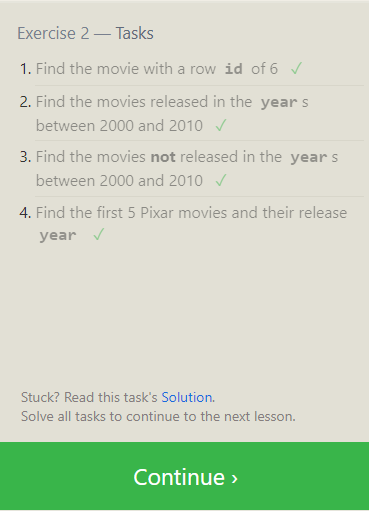 Exercise 2 — Tasks
1. Find the movie with a row id of 6 ✓
2. Find the movies released in the year s
between 2000 and 2010 ✓
3. Find the movies not released in the year s
between 2000 and 2010 ✓
4. Find the first 5 Pixar movies and their release
year ✓
Stuck? Read this task's Solution.
Solve all tasks to continue to the next lesson.
Continue ›